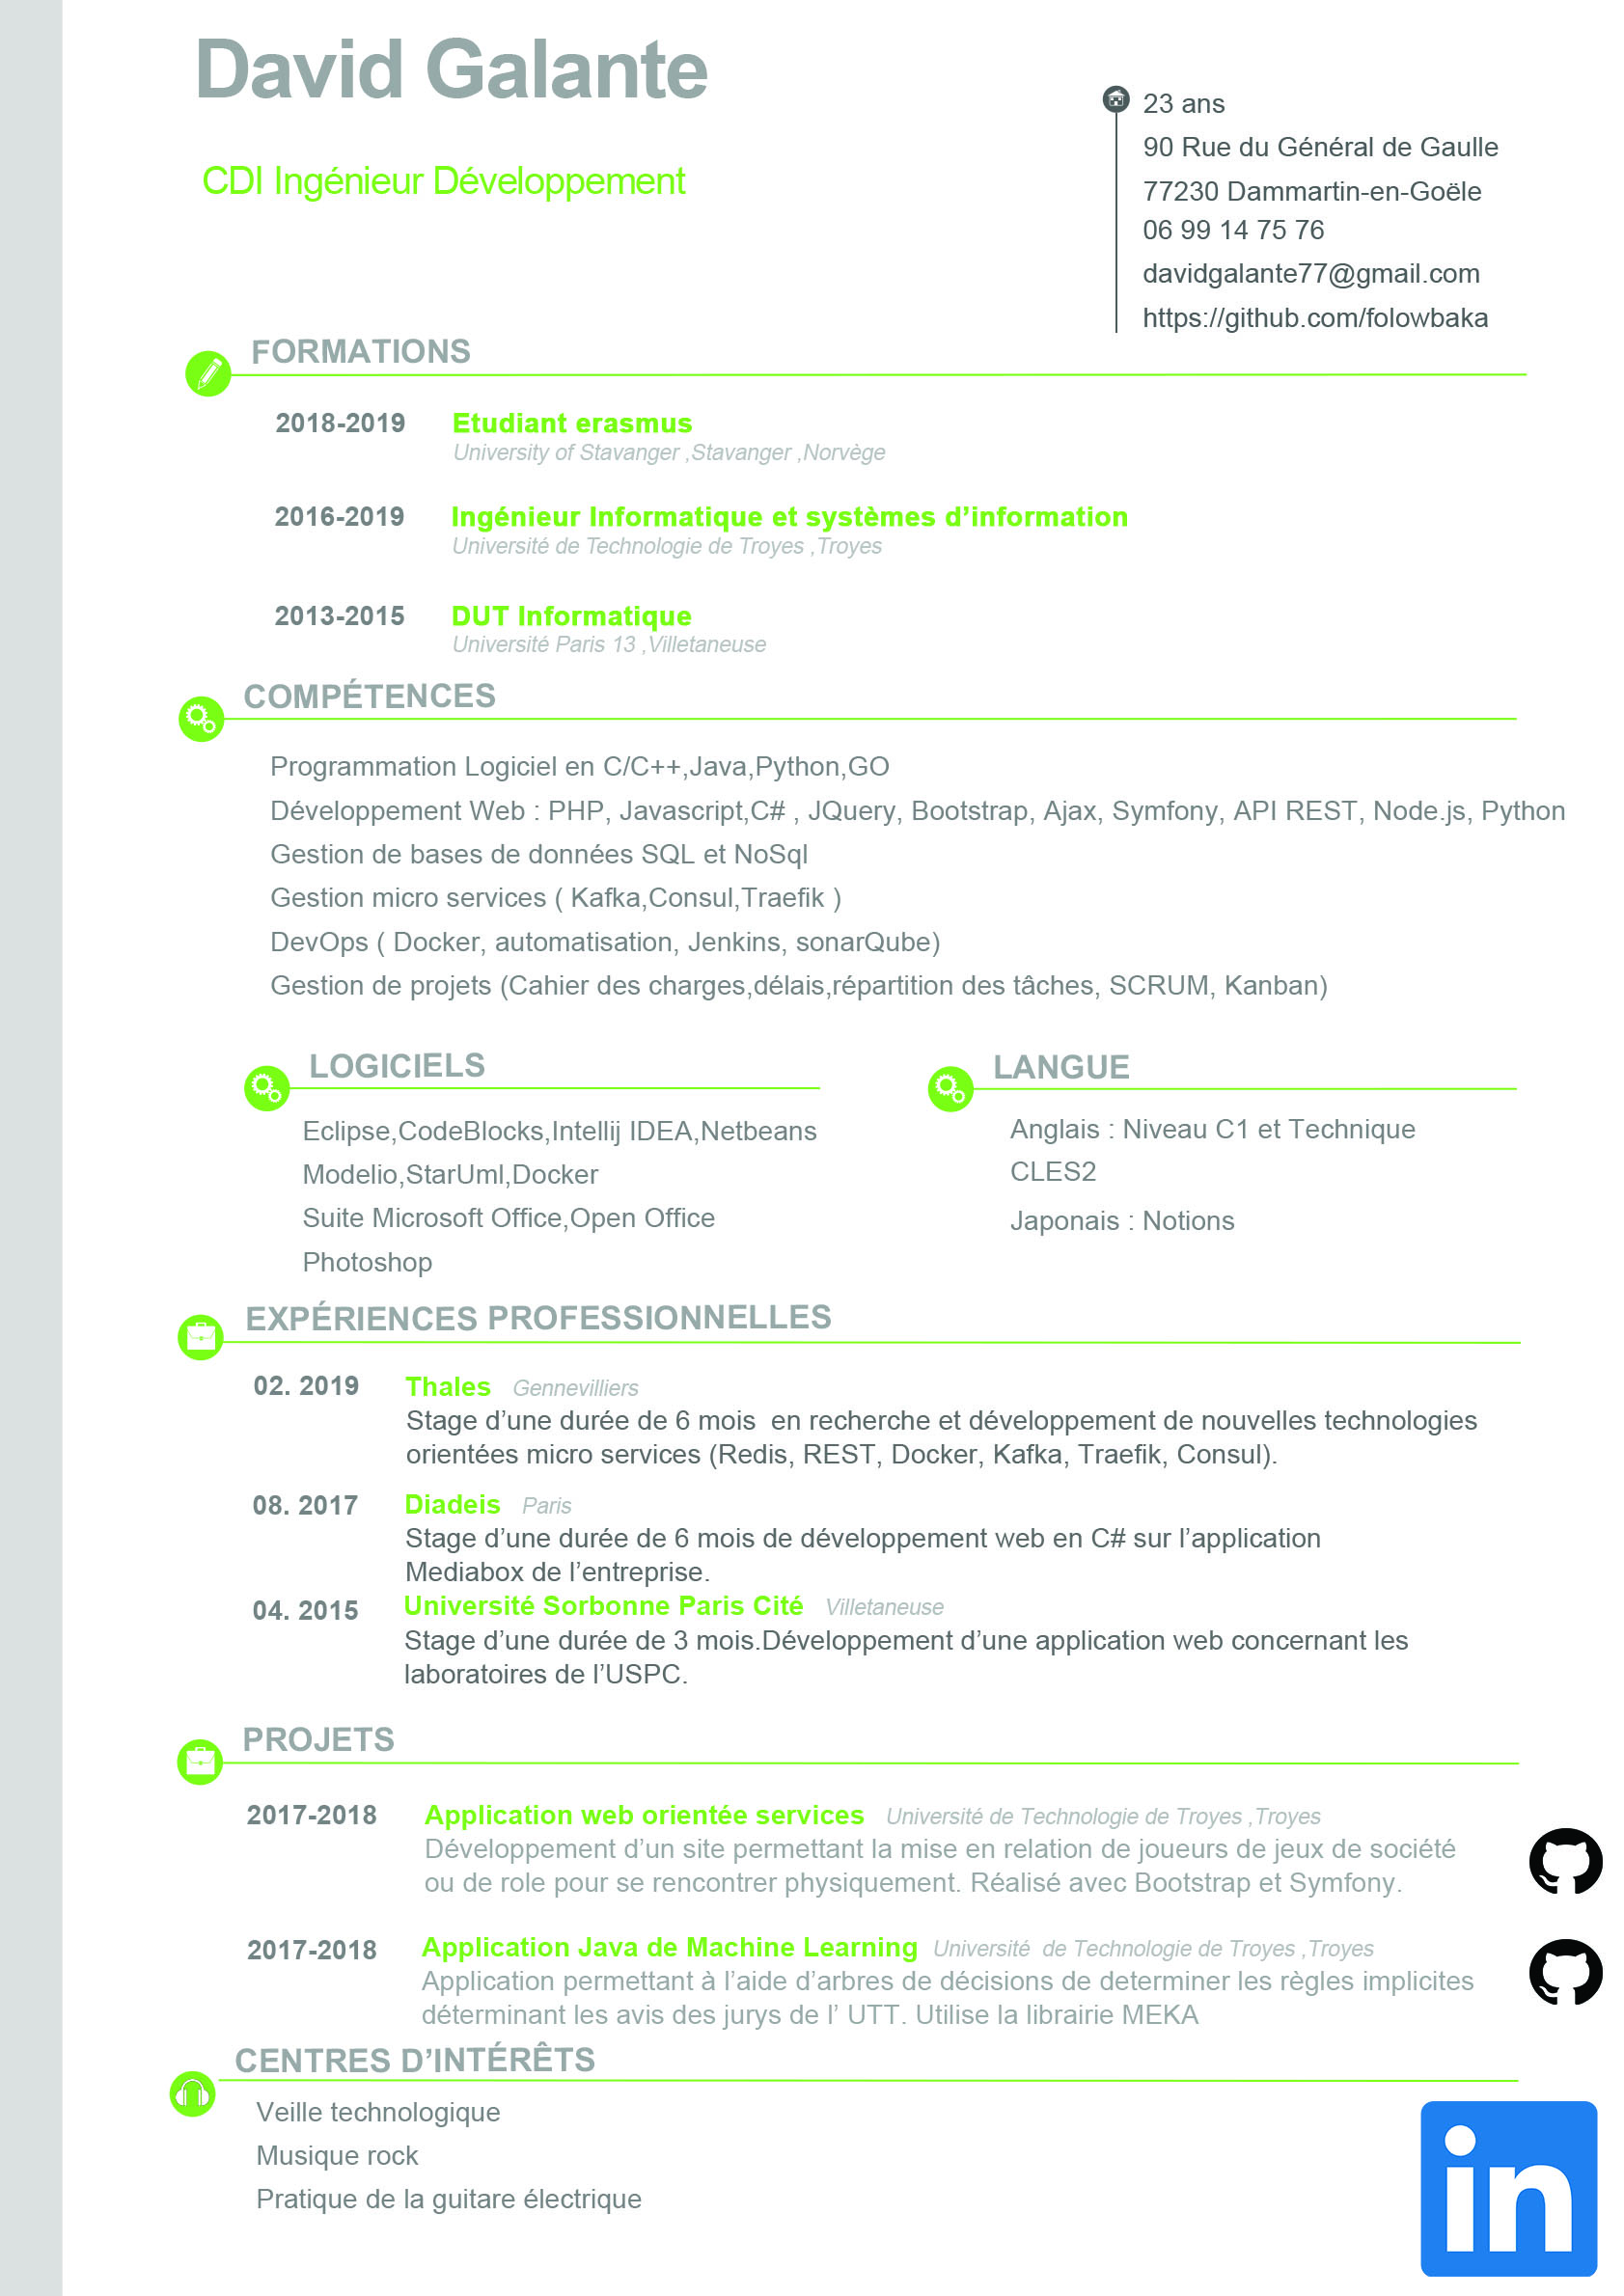 David Galante
CDI Ingénieur Développement
23 ans
90 Rue du Général de Gaulle
77230 Dammartin-en-Goële
06 99 14 75 76
davidgalante77@gmail.com
https://github.com/folowbaka
FORMATIONS
2018-2019 Etudiant erasmus
University of Stavanger ,Stavanger ,Norvège
2016-2019 Ingénieur Informatique et systèmes d’information
Université de Technologie de Troyes ,Troyes
2013-2015 DUT Informatique
Université Paris 13 ,Villetaneuse
COMPÉTENCES
Programmation Logiciel en C/C++,Java,Python,GO
Développement Web : PHP, Javascript,C# , JQuery, Bootstrap, Ajax, Symfony, API REST, Node.js, Python
Gestion de bases de données SQL et NoSql
Gestion micro services ( Kafka,Consul,Traefik )
DevOps ( Docker, automatisation, Jenkins, sonarQube)
Gestion de projets (Cahier des charges,délais,répartition des tâches, SCRUM, Kanban)
LOGICIELS
Eclipse,CodeBlocks,Intellij IDEA,Netbeans
Modelio,StarUml,Docker
Suite Microsoft Office,Open Office
Photoshop
LANGUE
Anglais : Niveau C1 et Technique
CLES2
Japonais : Notions
EXPÉRIENCES PROFESSIONNELLES
02. 2019 Thales Gennevilliers
Stage d’une durée de 6 mois  en recherche et développement de nouvelles technologies
orientées micro services (Redis, REST, Docker, Kafka, Traefik, Consul).
08. 2017 Diadeis Paris
Stage d’une durée de 6 mois de développement web en C# sur l’application
Mediabox de l’entreprise.
04. 2015 Université Sorbonne Paris Cité Villetaneuse
Stage d’une durée de 3 mois.Développement d’une application web concernant les
laboratoires de l’USPC.
PROJETS
2017-2018 Application web orientée services Université de Technologie de Troyes ,Troyes
Développement d’un site permettant la mise en relation de joueurs de jeux de société
ou de role pour se rencontrer physiquement. Réalisé avec Bootstrap et Symfony.
2017-2018 Application Java de Machine Learning Université  de Technologie de Troyes ,Troyes
Application permettant à l’aide d’arbres de décisions de determiner les règles implicites
déterminant les avis des jurys de l’ UTT. Utilise la librairie MEKA
CENTRES D’INTÉRÊTS
Veille technologique
Musique rock
Pratique de la guitare électrique
in